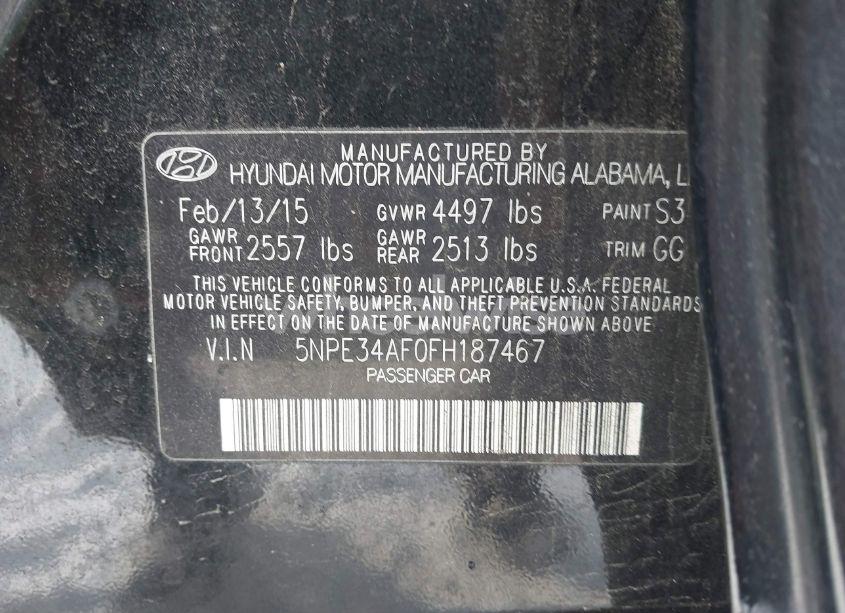 MANUFACTURED BY
HYUNDAI MOTOR MANUFACTURING ALABAMA,
Feb/13/15 GVWR 4497 lbs PAINT S3
GAWR FRONT 2557 lbs GAWR REAR 2513 lbs TRIM GG
THIS VEHICLE CONFORMS TO ALL APPLICABLE U.S.A. FEDERAL
MOTOR VEHICLE SAFETY, BUMPER, AND THEFT PREVENTION STANDARDS
IN EFFECT ON THE DATE OF MANUFACTURE SHOWN ABOVE
V.I.N 5NPE34AF0FH187467
PASSENGER CAR